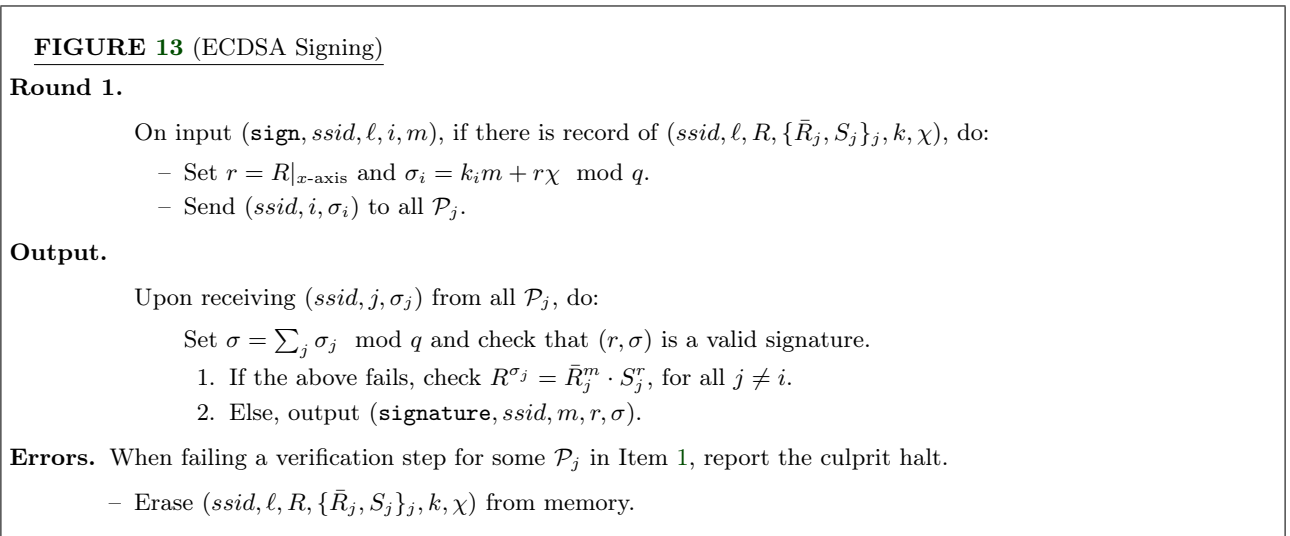 FIGURE 13 (ECDSA Signing)
Round 1.
On input (sign, ssid, ℓ, i, m), if there is record of (ssid, ℓ, R, {R̄_j, S_j}_j, k, χ), do:
– Set r = R|_{x-axis} and σ_i = k_i m + rχ mod q.
– Send (ssid, i, σ_i) to all 𝒫_j.
Output.
Upon receiving (ssid, j, σ_j) from all 𝒫_j, do:
Set σ = ∑_j σ_j mod q and check that (r, σ) is a valid signature.
1. If the above fails, check R^{σ_j} = R̄_j^m · S_j^r, for all j ≠ i.
2. Else, output (signature, ssid, m, r, σ).
Errors. When failing a verification step for some 𝒫_j in Item 1, report the culprit halt.
– Erase (ssid, ℓ, R, {R̄_j, S_j}_j, k, χ) from memory.